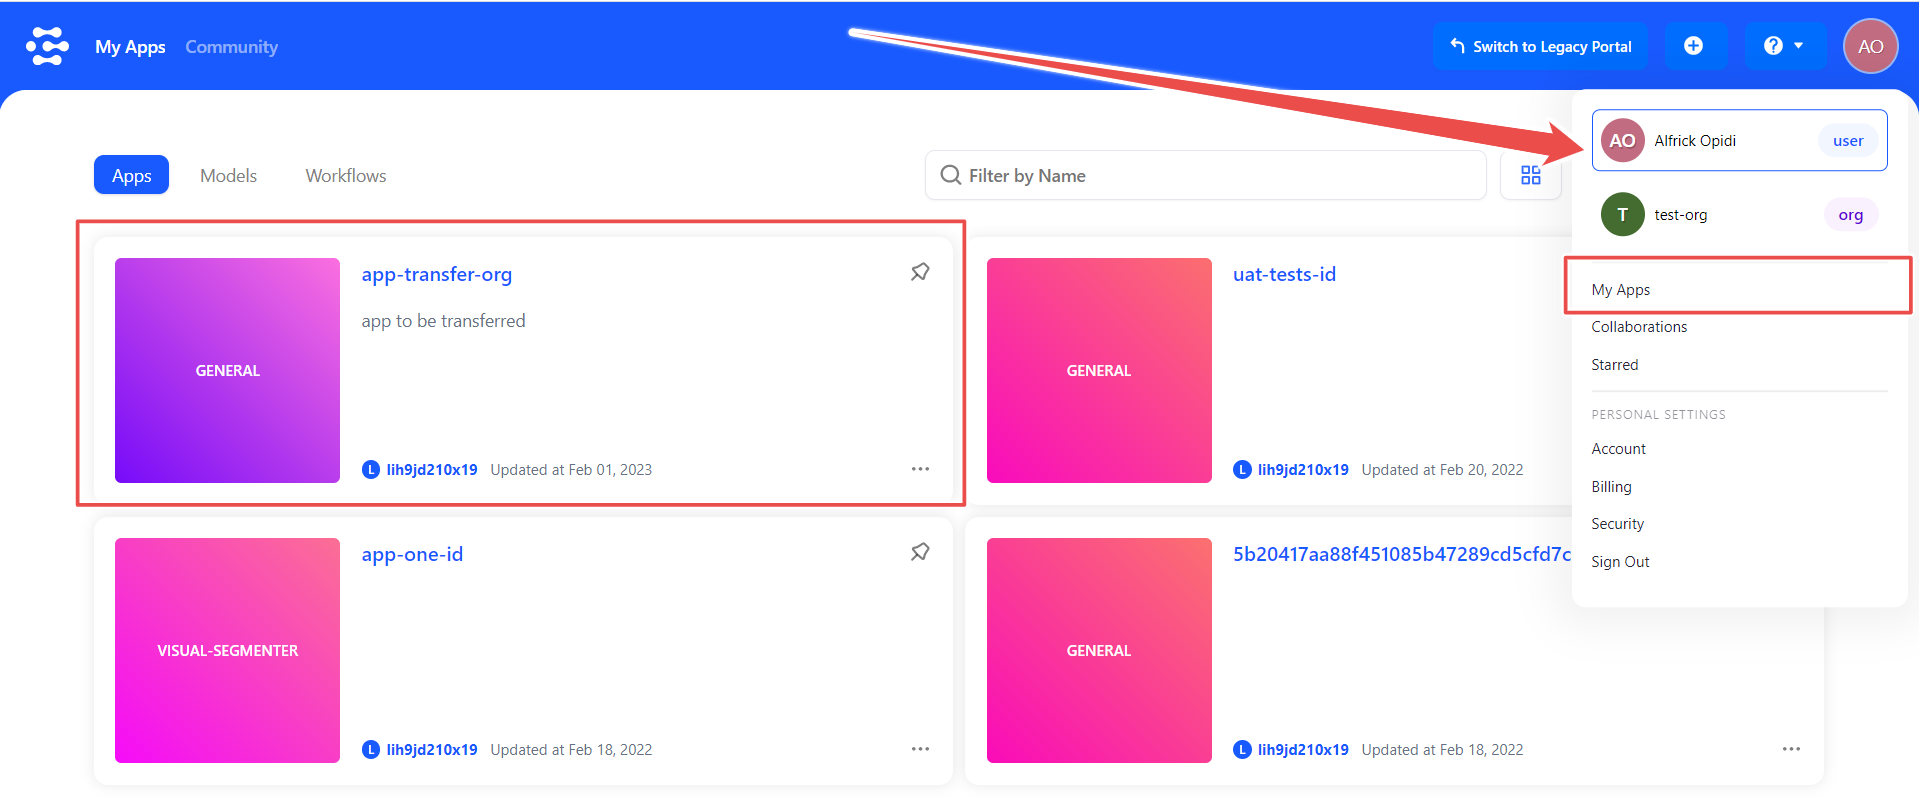 My Apps
Community
Switch to Legacy Portal
AO
Apps
Models
Workflows
Filter by Name
AO
Alfrick Opidi
user
T
test-org
org
My Apps
Collaborations
Starred
PERSONAL SETTINGS
Account
Billing
Security
Sign Out
GENERAL
app-transfer-org
app to be transferred
L lih9jd210x19 Updated at Feb 01, 2023
GENERAL
uat-tests-id
L lih9jd210x19 Updated at Feb 20, 2022
VISUAL-SEGMENTER
app-one-id
L lih9jd210x19 Updated at Feb 18, 2022
GENERAL
5b20417aa88f451085b47289cd5cfd7c
L lih9jd210x19 Updated at Feb 18, 2022